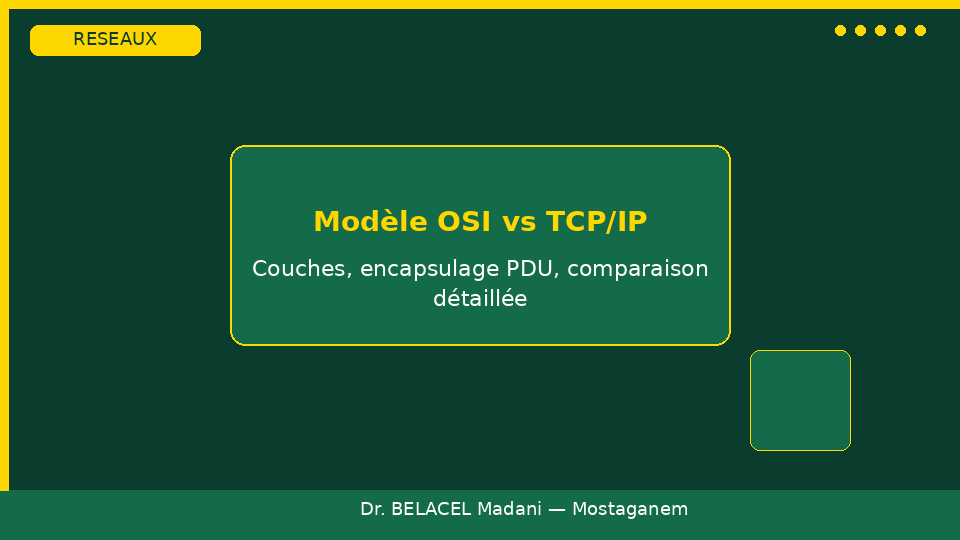 RESEAUX
Modèle OSI vs TCP/IP
Couches, encapsulage PDU, comparaison
détaillée
Dr. BELACEL Madani — Mostaganem